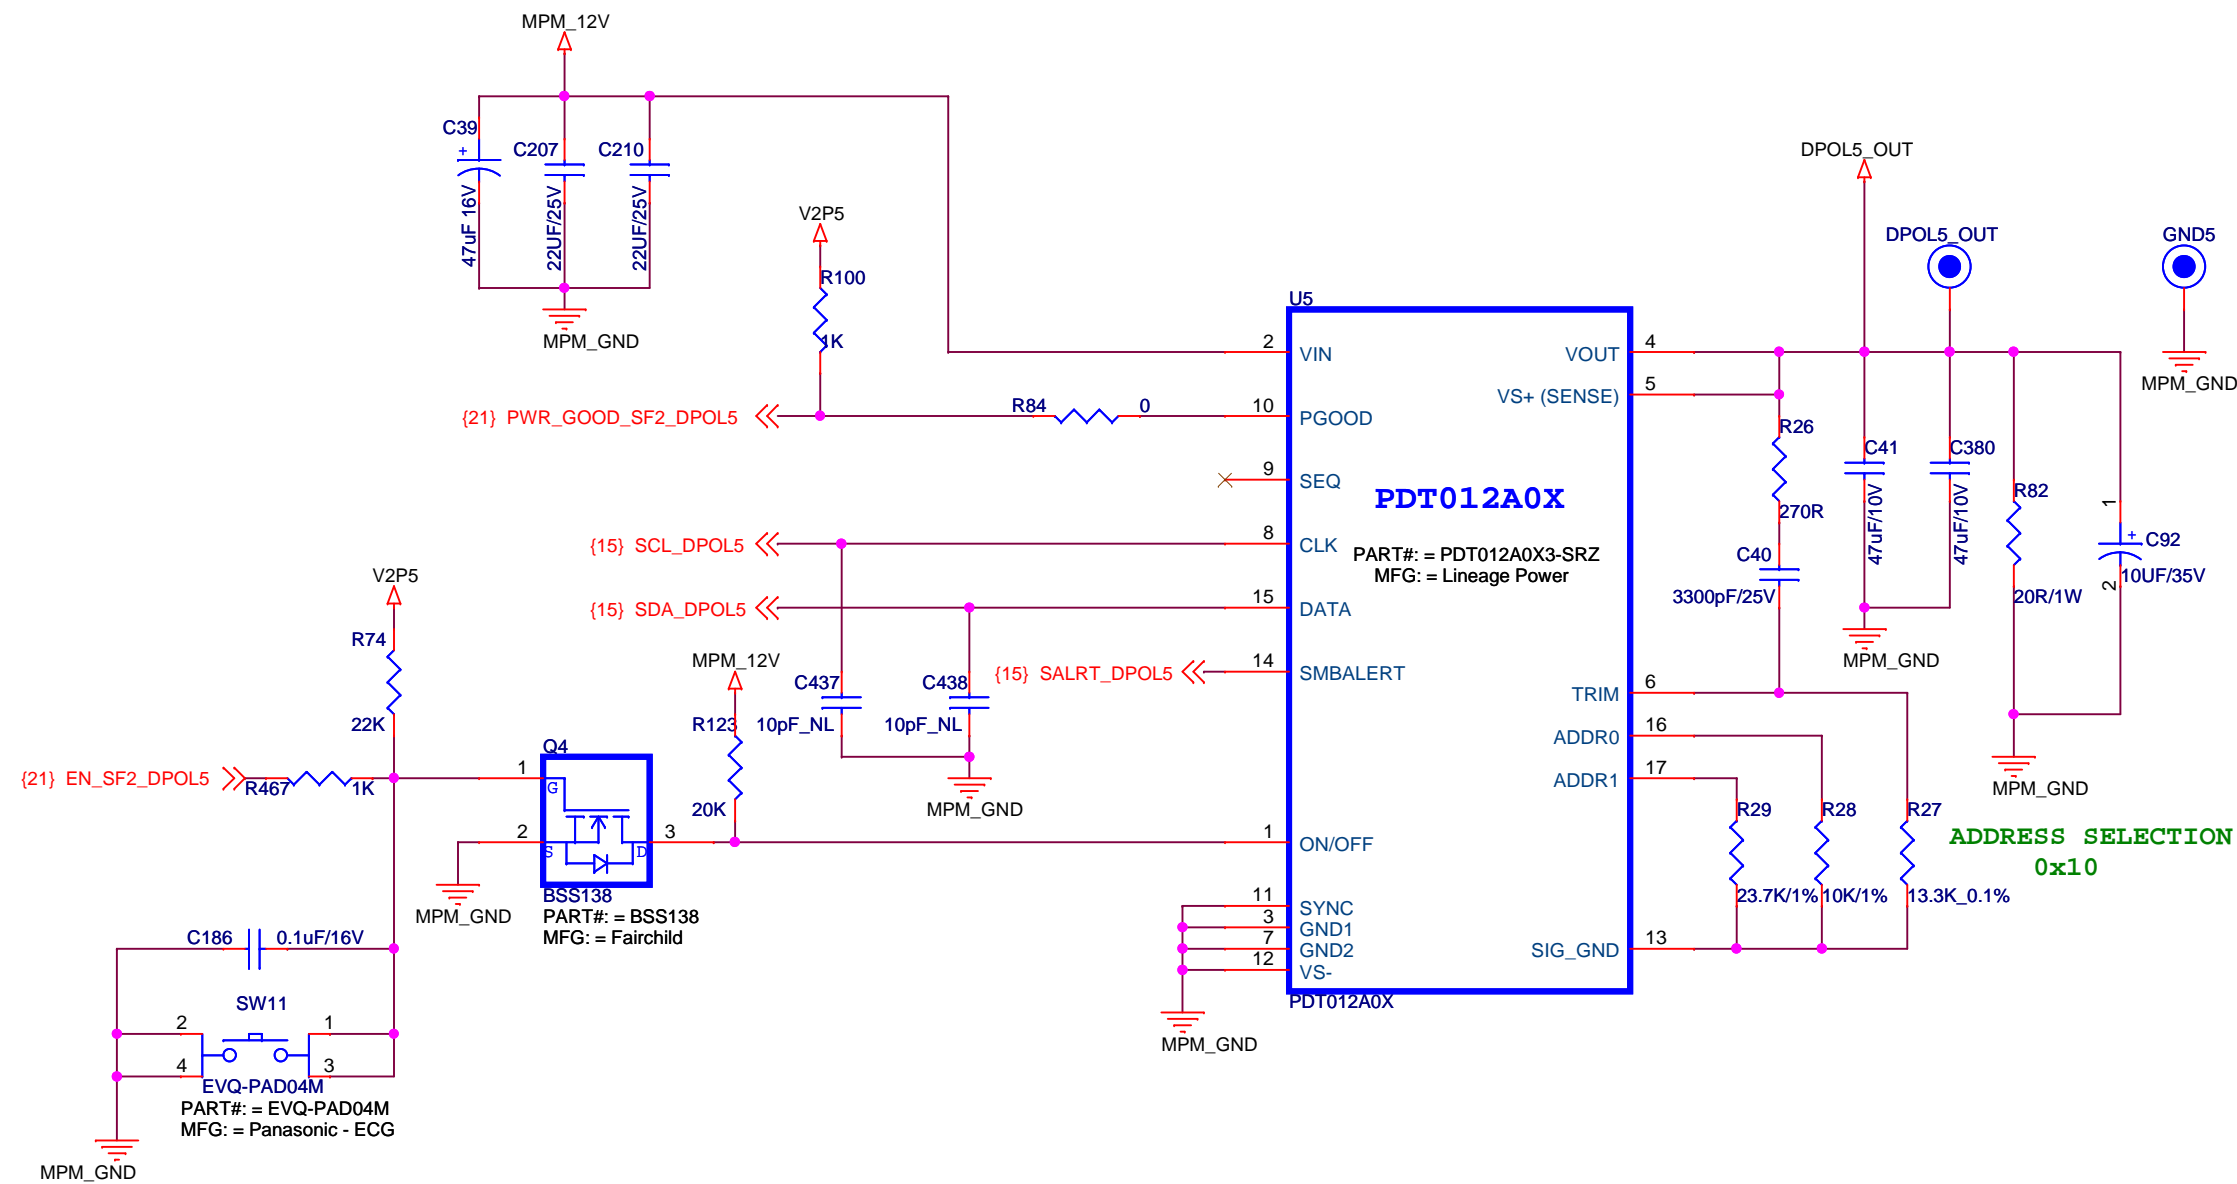 MPM_12V
C39
+
47uF 16V
C207
22UF/25V
C210
22UF/25V
MPM_GND
V2P5
R100
1K
{21} PWR_GOOD_SF2_DPOL5
R84
0
{15} SCL_DPOL5
{15} SDA_DPOL5
{15} SALRT_DPOL5
C437
10pF_NL
C438
10pF_NL
MPM_GND
MPM_12V
R123
20K
V2P5
R74
22K
{21} EN_SF2_DPOL5
R467
1K
Q4
1
G
2
S
D
3
BSS138
PART#: = BSS138
MFG: = Fairchild
MPM_GND
C186
0.1uF/16V
SW11
2
1
4
3
EVQ-PAD04M
PART#: = EVQ-PAD04M
MFG: = Panasonic - ECG
MPM_GND
U5
2
VIN
10
PGOOD
9
SEQ
8
CLK
15
DATA
14
SMBALERT
1
ON/OFF
11
SYNC
3
GND1
7
GND2
12
VS-
PDT012A0X
PART#: = PDT012A0X3-SRZ
MFG: = Lineage Power
VOUT
4
VS+ (SENSE)
5
TRIM
6
ADDR0
16
ADDR1
17
SIG_GND
13
PDT012A0X
MPM_GND
DPOL5_OUT
DPOL5_OUT
GND5
MPM_GND
R26
270R
C40
3300pF/25V
C41
47uF/10V
C380
47uF/10V
MPM_GND
R82
20R/1W
1
+
C92
10UF/35V
2
MPM_GND
R29
23.7K/1%
R28
10K/1%
R27
13.3K_0.1%
ADDRESS SELECTION
0x10